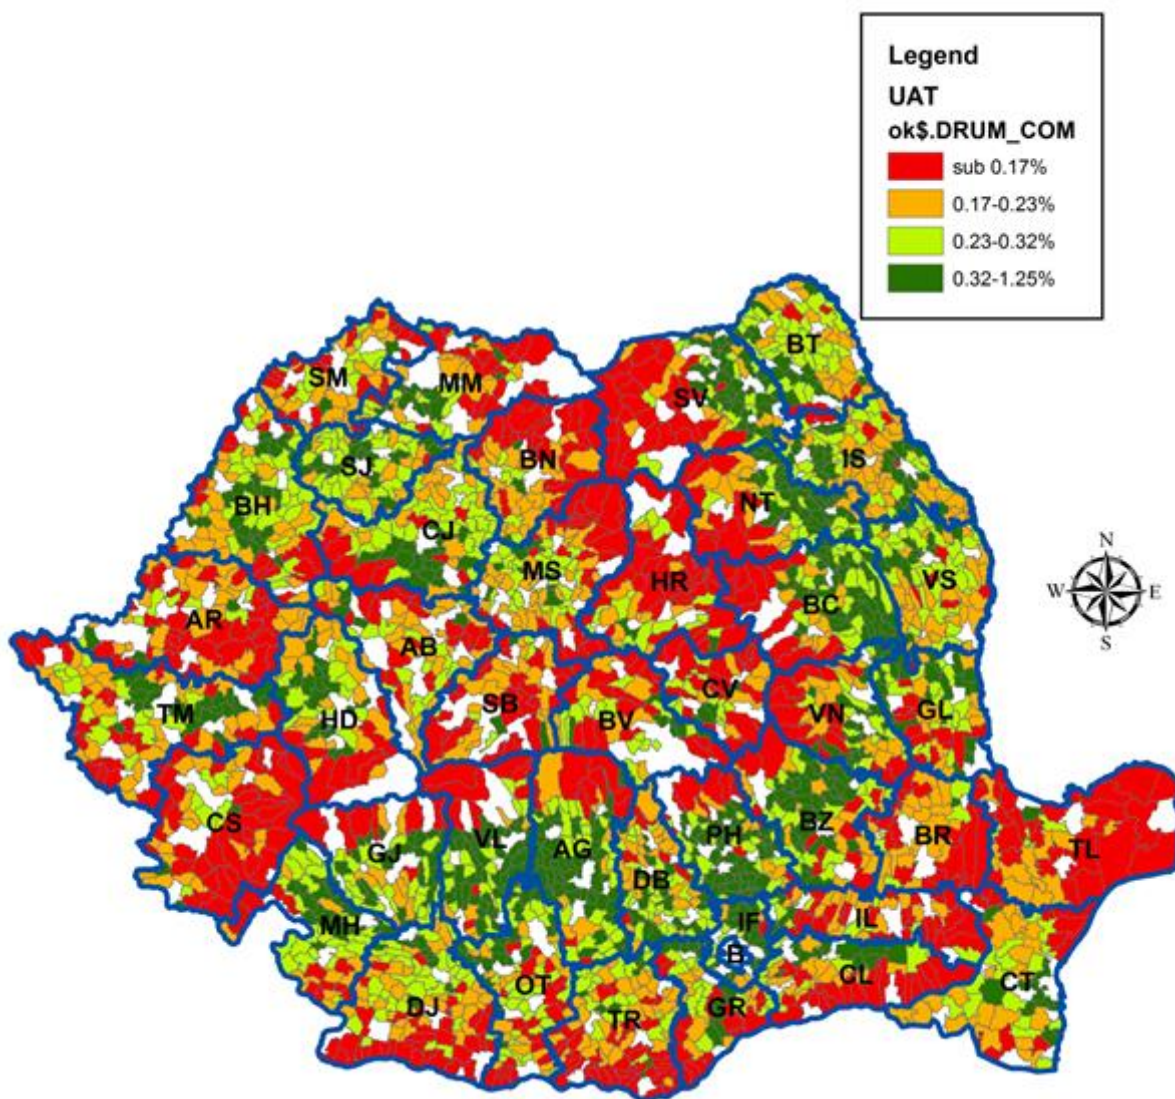 Legend
UAT
ok$.DRUM_COM
sub 0.17%
0.17-0.23%
0.23-0.32%
0.32-1.25%
BT
SM
MM
SV
SJ
BN
IS
BH
CJ
NT
MS
HR
BC
VS
N
W E
S
AR
AB
TM
HD
SB
BV
CV
VN
GL
CS
GJ
VL
AG
DB
PH
BZ
BR
TL
MH
IF
IL
B
DJ
OT
TR
GR
CL
CT